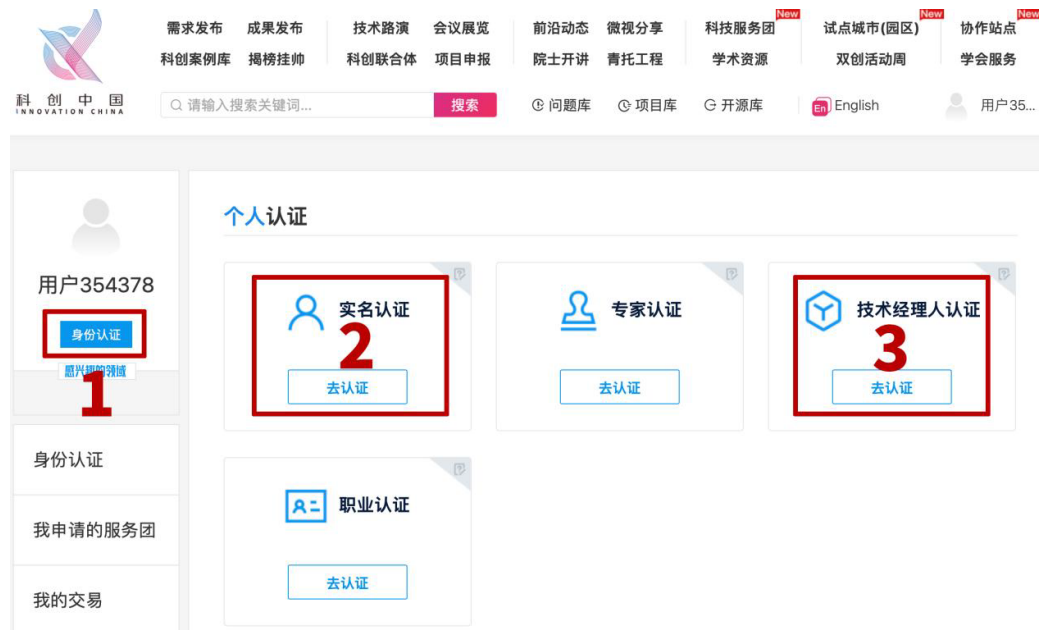 需求发布 成果发布 技术路演 会议展览 前沿动态 微视分享 科技服务团 New 试点城市(园区) New 协作站点 New
科创案例库 揭榜挂帅 科创联合体 项目申报 院士开讲 青托工程 学术资源 双创活动周 学会服务
科创中国
INNOVATION CHINA
请输入搜索关键词... 搜索 问题库 项目库 开源库 En English 用户35...
用户354378
身份认证
感兴趣的领域
1
身份认证
我申请的服务团
我的交易
个人认证
实名认证
2
去认证
专家认证
去认证
技术经理人认证
3
去认证
职业认证
去认证